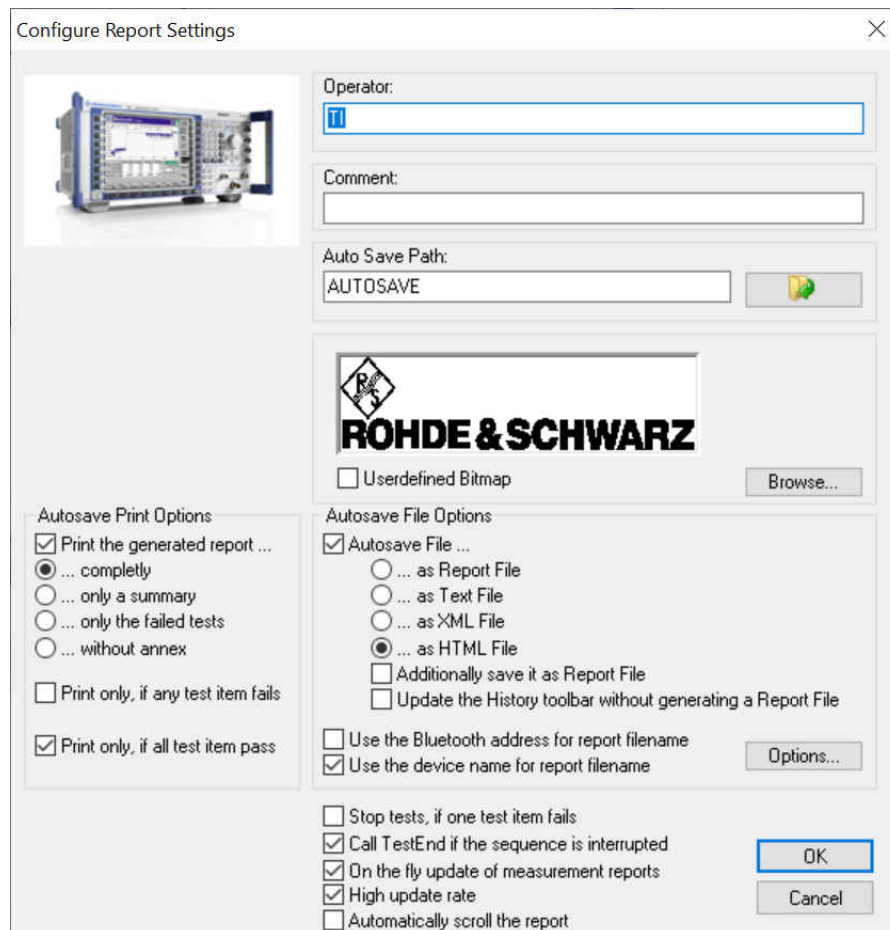 Configure Report Settings
Operator:
TI
Comment:
Auto Save Path:
AUTOSAVE
R
S
ROHDE & SCHWARZ
Userdefined Bitmap
Browse...
Autosave Print Options
Print the generated report ...
... completly
... only a summary
... only the failed tests
... without annex
Print only, if any test item fails
Print only, if all test item pass
Autosave File Options
Autosave File ...
... as Report File
... as Text File
... as XML File
... as HTML File
Additionally save it as Report File
Update the History toolbar without generating a Report File
Use the Bluetooth address for report filename
Use the device name for report filename
Options...
Stop tests, if one test item fails
Call TestEnd if the sequence is interrupted
On the fly update of measurement reports
High update rate
Automatically scroll the report
OK
Cancel